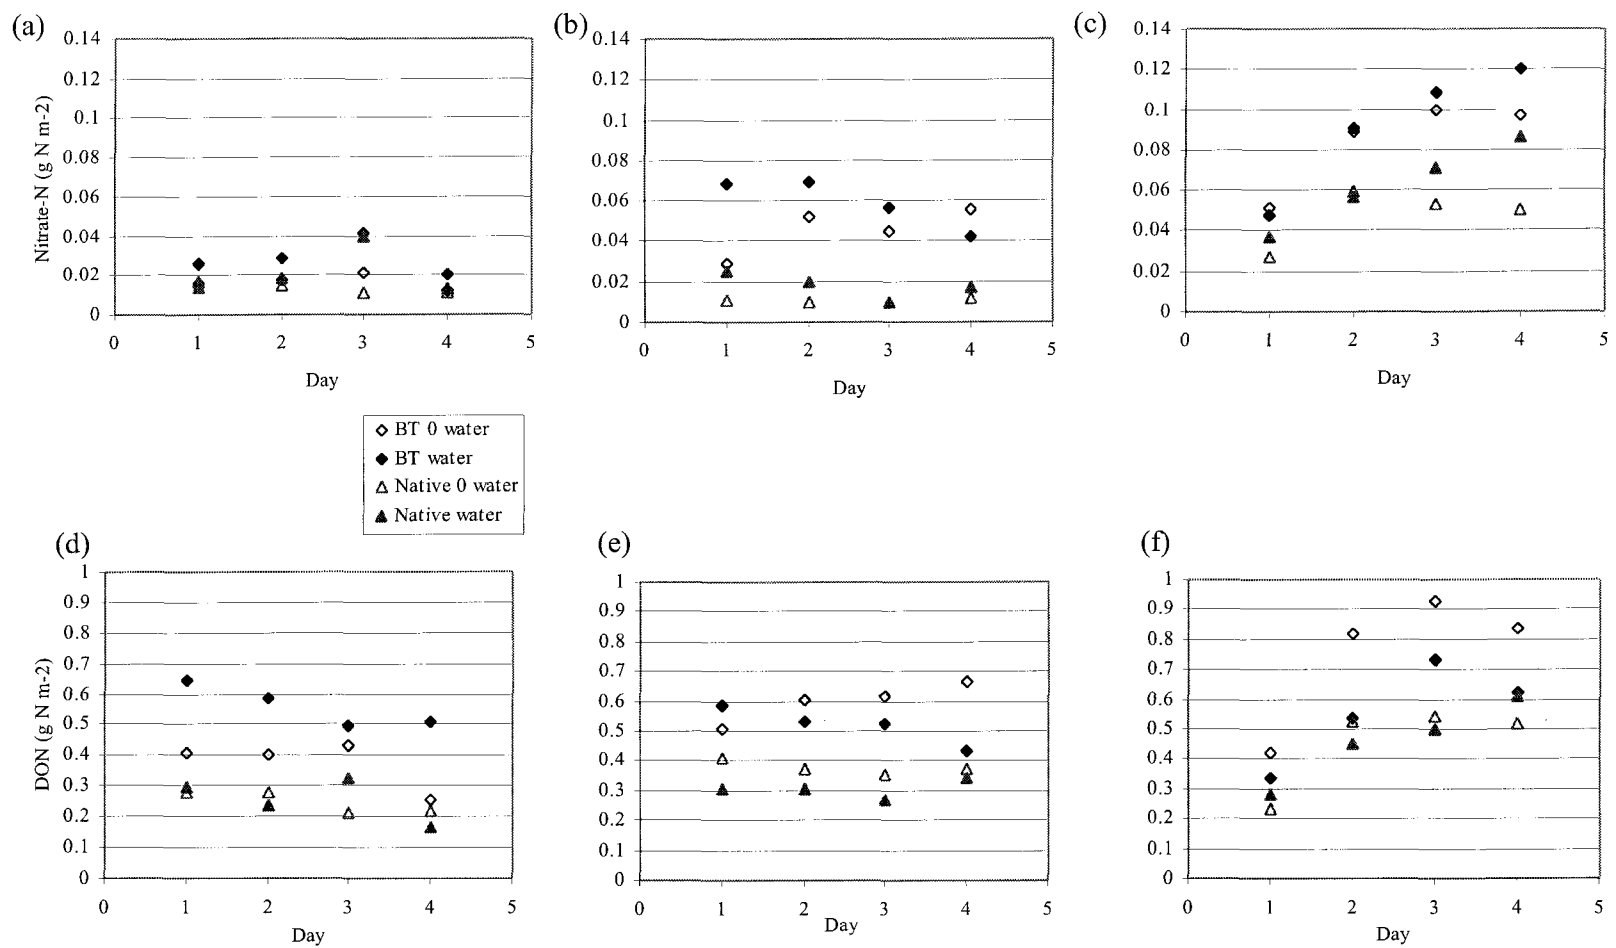 (a)
0.14
0.12
0.1
0.08
0.06
0.04
0.02
0
Nitrate-N (g N m-2)
0 1 2 3 4 5
Day
(b)
0.14
0.12
0.1
0.08
0.06
0.04
0.02
0
0 1 2 3 4 5
Day
(c)
0.14
0.12
0.1
0.08
0.06
0.04
0.02
0
0 1 2 3 4 5
Day
BT 0 water
BT water
Native 0 water
Native water
(d)
1
0.9
0.8
0.7
0.6
0.5
0.4
0.3
0.2
0.1
0
DON (g N m-2)
0 1 2 3 4 5
Day
(e)
1
0.9
0.8
0.7
0.6
0.5
0.4
0.3
0.2
0.1
0
0 1 2 3 4 5
Day
(f)
1
0.9
0.8
0.7
0.6
0.5
0.4
0.3
0.2
0.1
0
0 1 2 3 4 5
Day